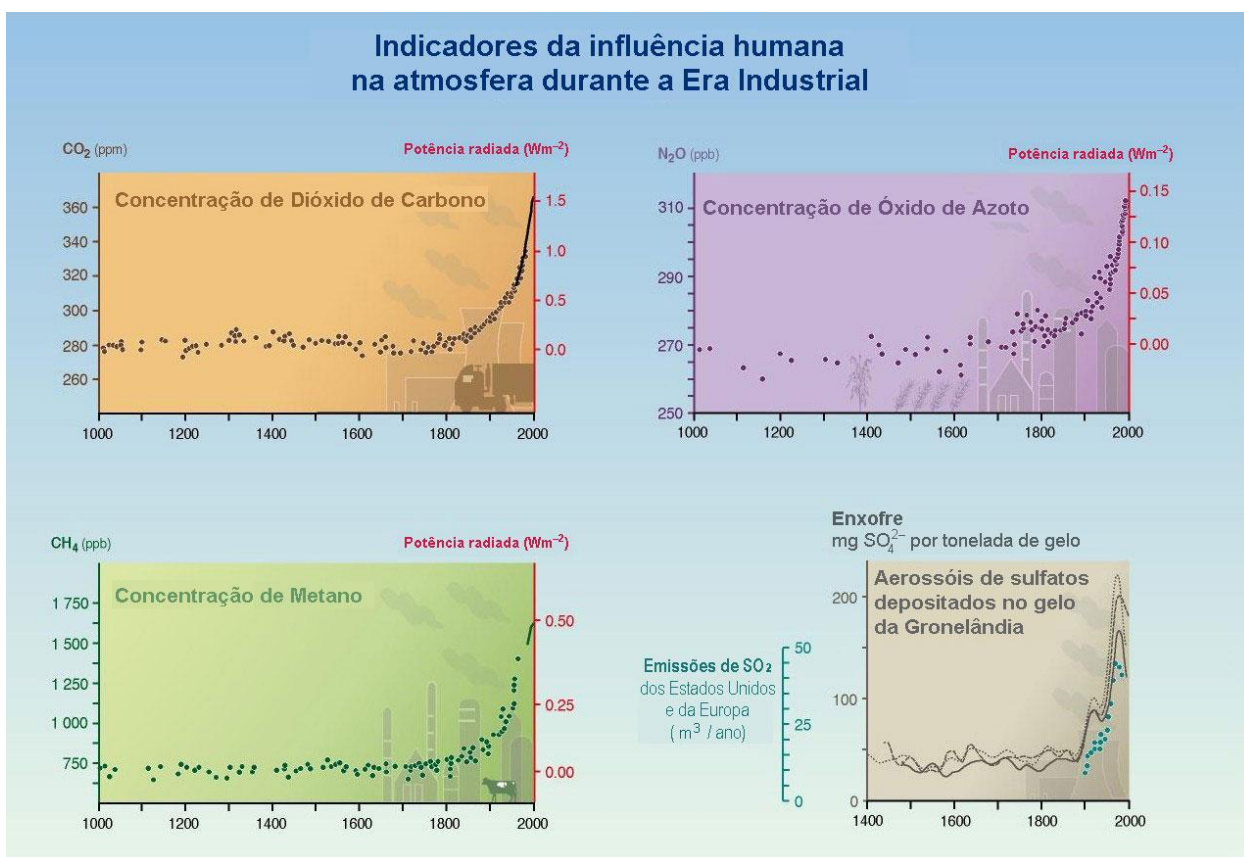 Indicadores da influência humana
na atmosfera durante a Era Industrial
CO₂ (ppm)
Potência radiada (Wm⁻²)
Concentração de Dióxido de Carbono
360
340
320
300
280
260
1.5
1.0
0.5
0.0
1000 1200 1400 1600 1800 2000
N₂O (ppb)
Potência radiada (Wm⁻²)
Concentração de Óxido de Azoto
310
290
270
250
0.15
0.10
0.05
0.00
1000 1200 1400 1600 1800 2000
CH₄ (ppb)
Potência radiada (Wm⁻²)
Concentração de Metano
1 750
1 500
1 250
1 000
750
0.50
0.25
0.00
1000 1200 1400 1600 1800 2000
Enxofre
mg SO₄²⁻ por tonelada de gelo
Aerossóis de sulfatos
depositados no gelo
da Gronelândia
200
100
0
Emissões de SO₂
dos Estados Unidos
e da Europa
( m³ / ano)
50
25
0
1400 1600 1800 2000